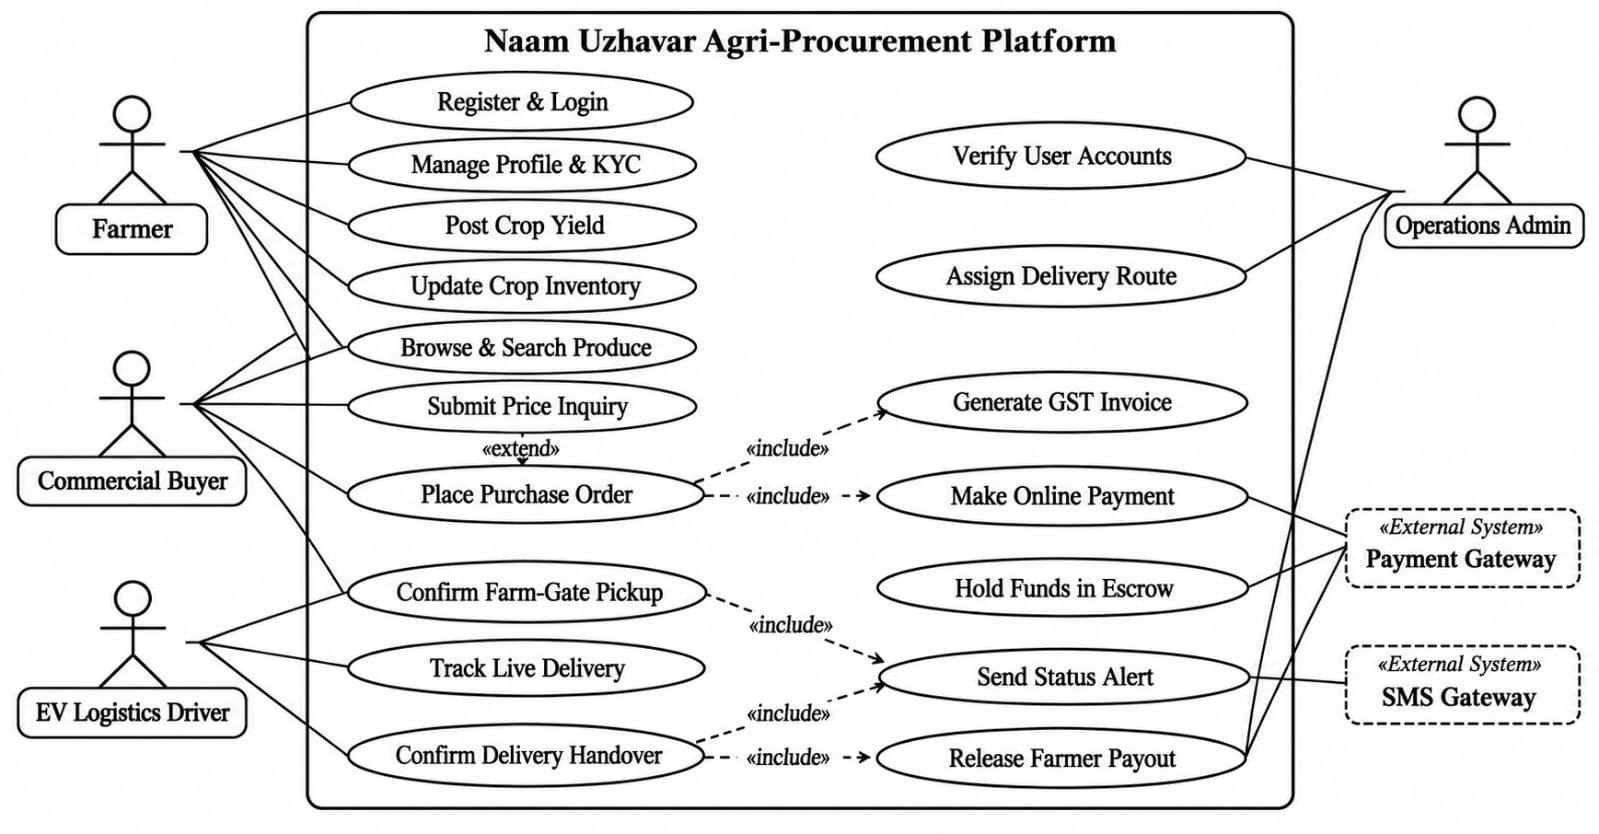 Naam Uzhavar Agri-Procurement Platform
Register & Login
Manage Profile & KYC
Post Crop Yield
Update Crop Inventory
Browse & Search Produce
Submit Price Inquiry
«extend»
Place Purchase Order
Confirm Farm-Gate Pickup
Track Live Delivery
Confirm Delivery Handover
Farmer
Commercial Buyer
EV Logistics Driver
«include»
«include»
«include»
«include»
«include»
Verify User Accounts
Assign Delivery Route
Generate GST Invoice
Make Online Payment
Hold Funds in Escrow
Send Status Alert
Release Farmer Payout
Operations Admin
«External System»
Payment Gateway
«External System»
SMS Gateway